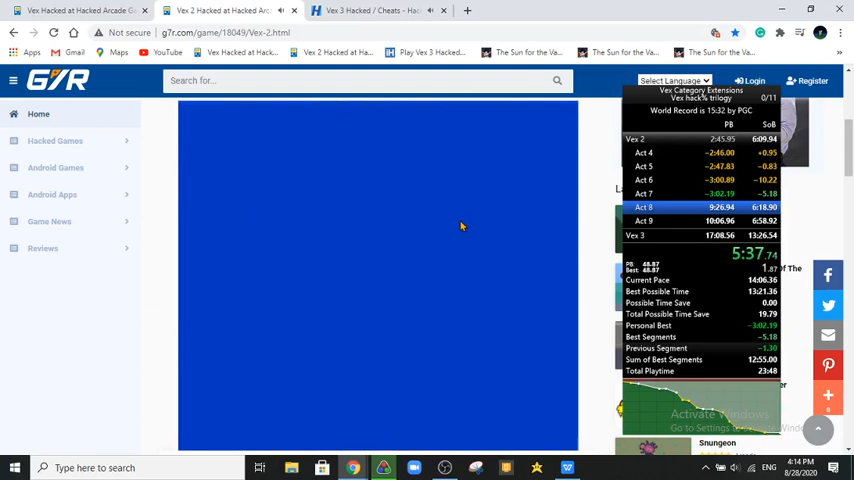 Vex Hacked at Hacked Arcade G
Vex 2 Hacked at Hacked Arc
Vex 3 Hacked / Cheats - Hac
Not secure
g7r.com/game/18049/Vex-2.html
Apps
Gmail
Maps
YouTube
Vex Hacked at Hacke...
Vex 2 Hacked at Ha...
Play Vex 3 Hacked...
The Sun for the Va...
The Sun for the Va...
The Sun for the Va...
G7R
Search for...
Select Language
Login
Register
Home
Hacked Games
Android Games
Android Apps
Game News
Reviews
Vex Category Extensions
Vex hack% trilogy 0/11
World Record is 15:32 by PGC
PB SoB
Vex 2 2:45.95 6:09.94
Act 4 −2:46.00 +0.95
Act 5 −2:47.83 −0.83
Act 6 −3:00.89 −10.22
Act 7 −3:02.19 −5.18
Act 8 9:26.94 6:18.90
Act 9 10:06.96 6:58.92
Vex 3 17:08.56 13:26.54
5:37.74
PB: 48.87
Best: 48.87
1.87
of The
Current Pace 14:06.36
Best Possible Time 13:21.36
Possible Time Save 0.00
Total Possible Time Save 19.79
Personal Best −3:02.19
Best Segments −5.18
Previous Segment −1.30
Sum of Best Segments 12:55.00
Total Playtime 23:48
Activate Windows
Go to Settings to activate Windo
8
Snungeon
Type here to search
ENG
4:14 PM
8/28/2020